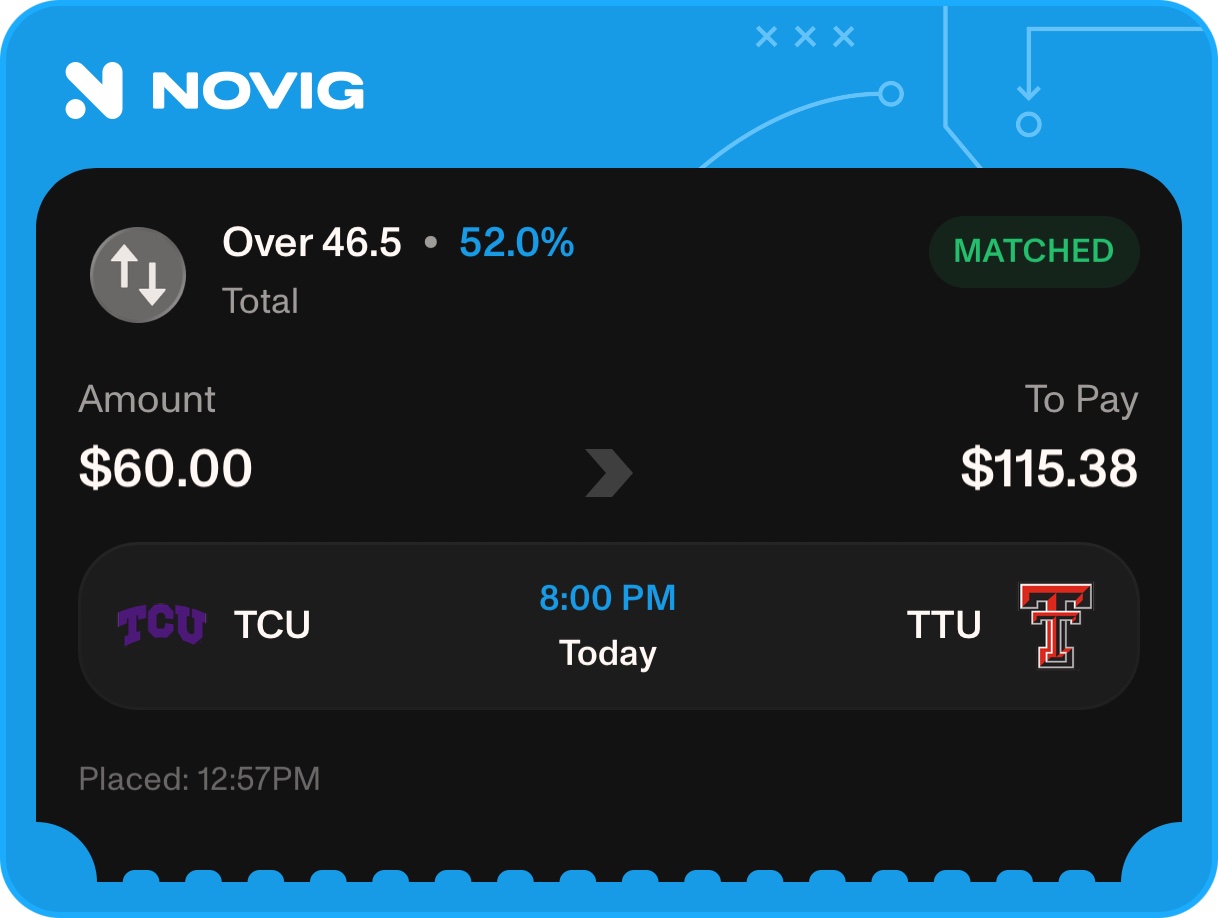 NOVIG
Over 46.5 • 52.0%
MATCHED
Total
Amount
To Pay
$60.00
$115.38
TCU
TCU
8:00 PM
Today
TTU
T
Placed: 12:57PM